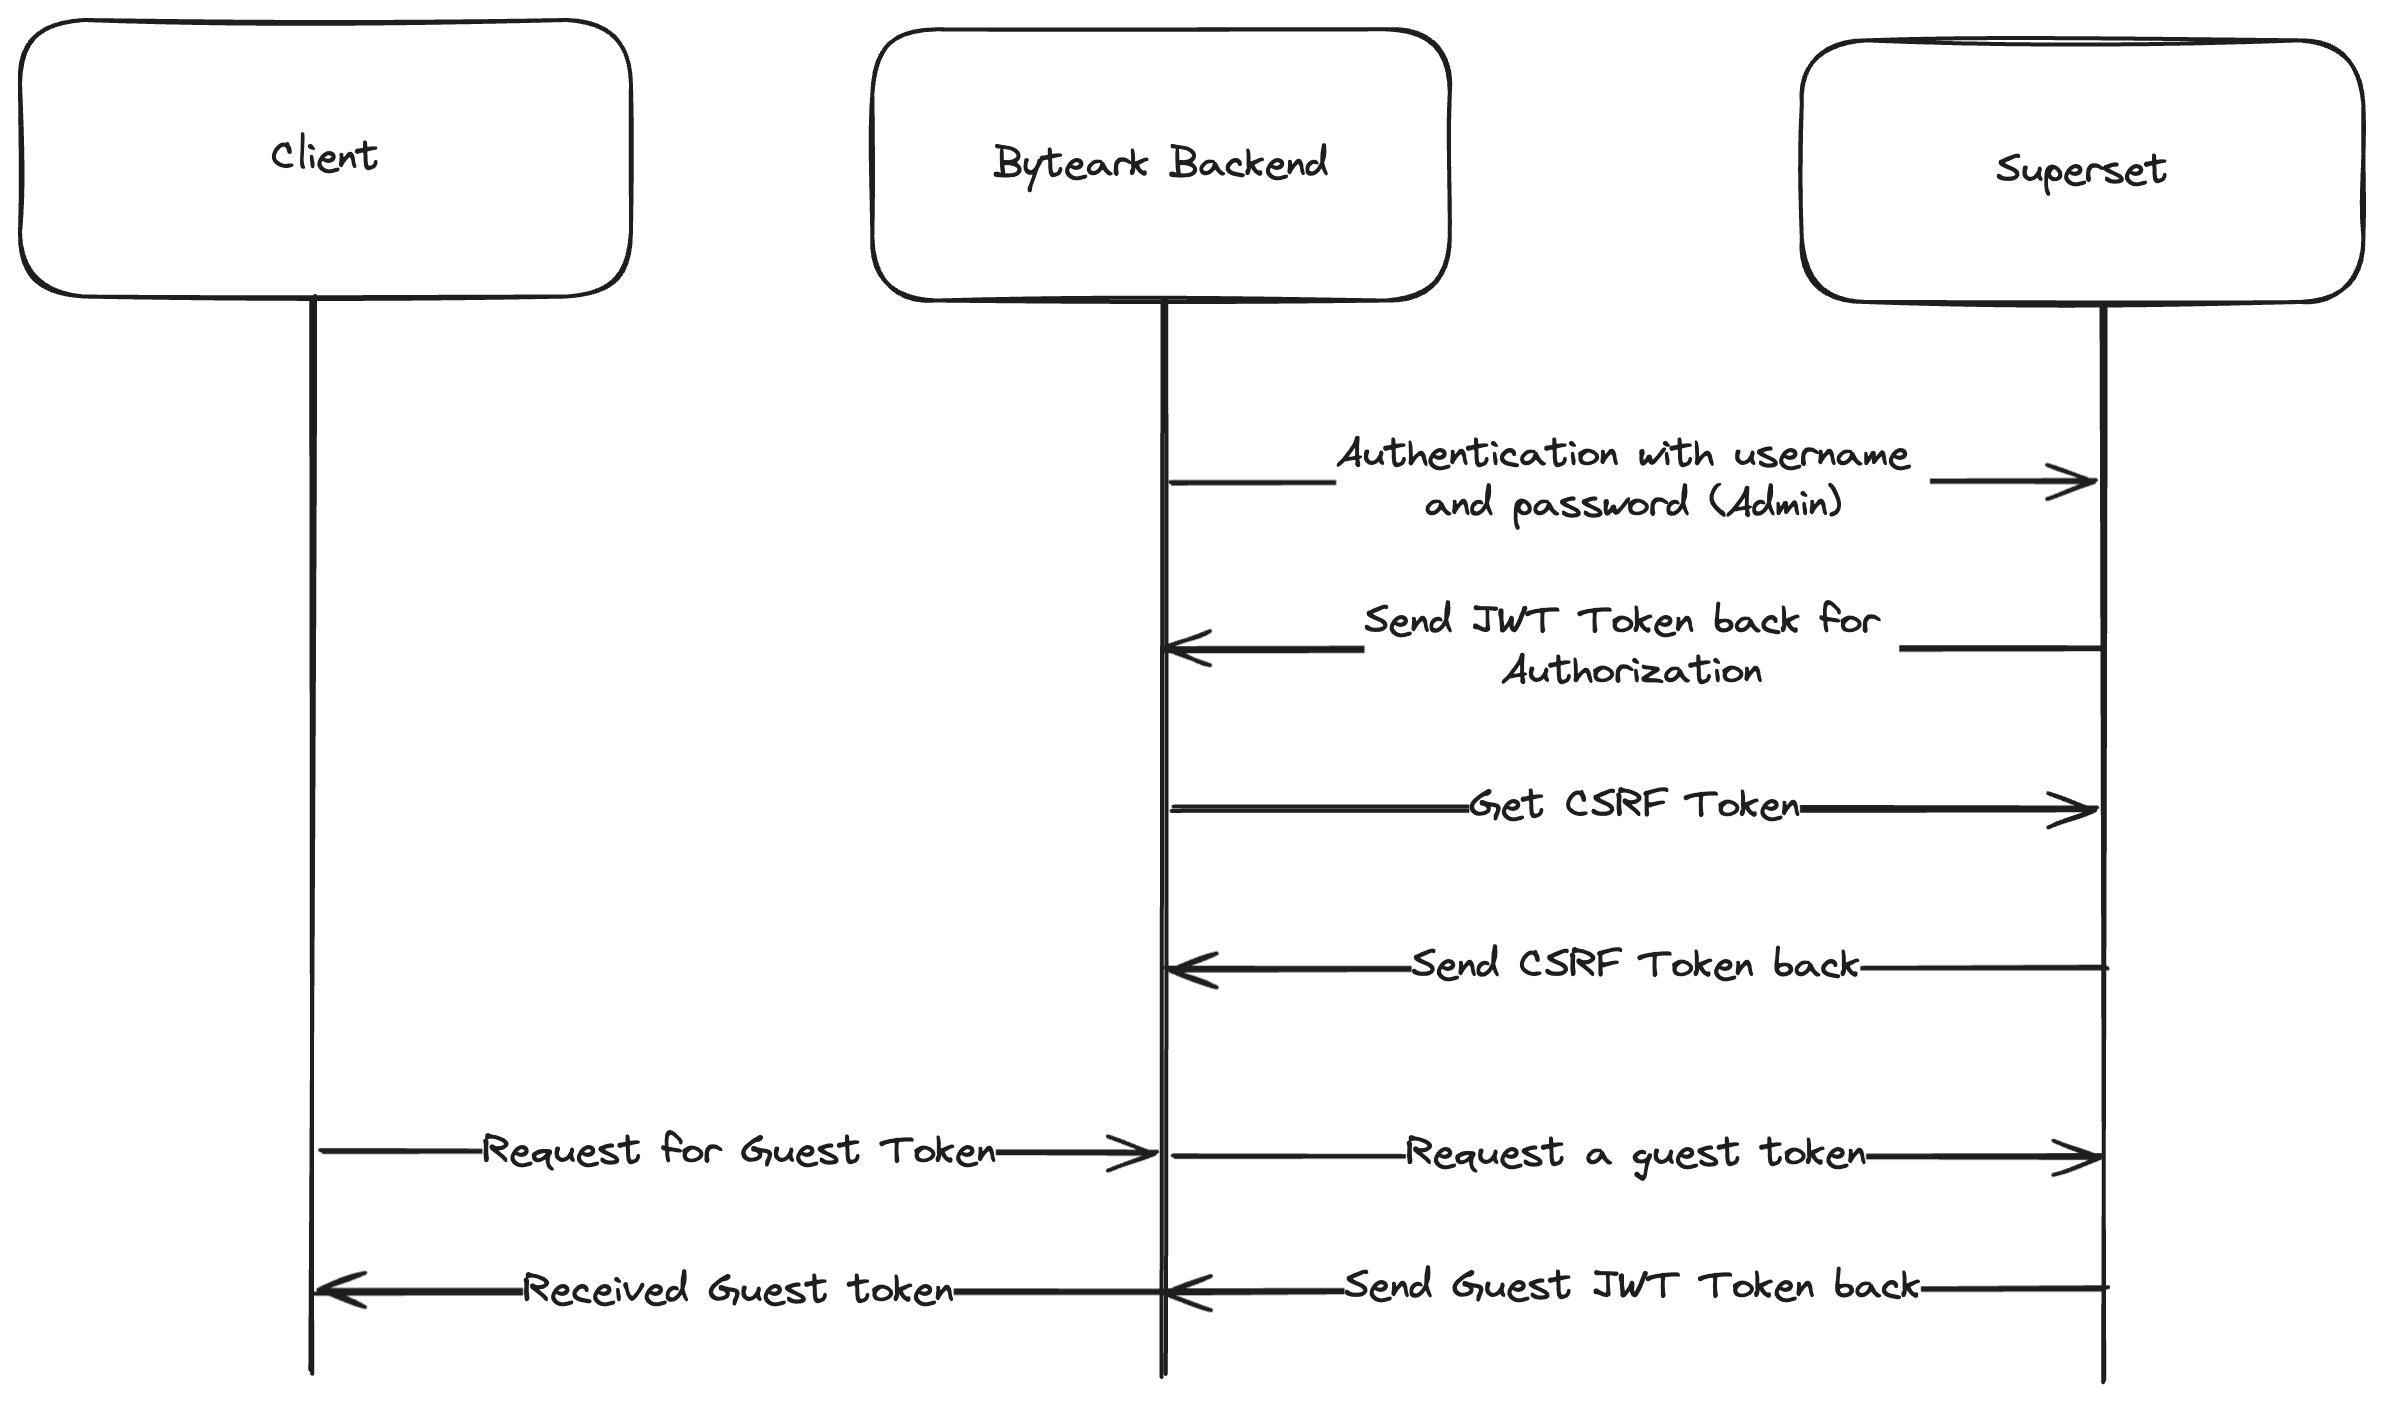 Client
Byteark Backend
Superset
Authentication with username
and password (Admin)
Send JWT Token back for
Authorization
Get CSRF Token
Send CSRF Token back
Request for Guest Token
Request a guest token
Received Guest token
Send Guest JWT Token back